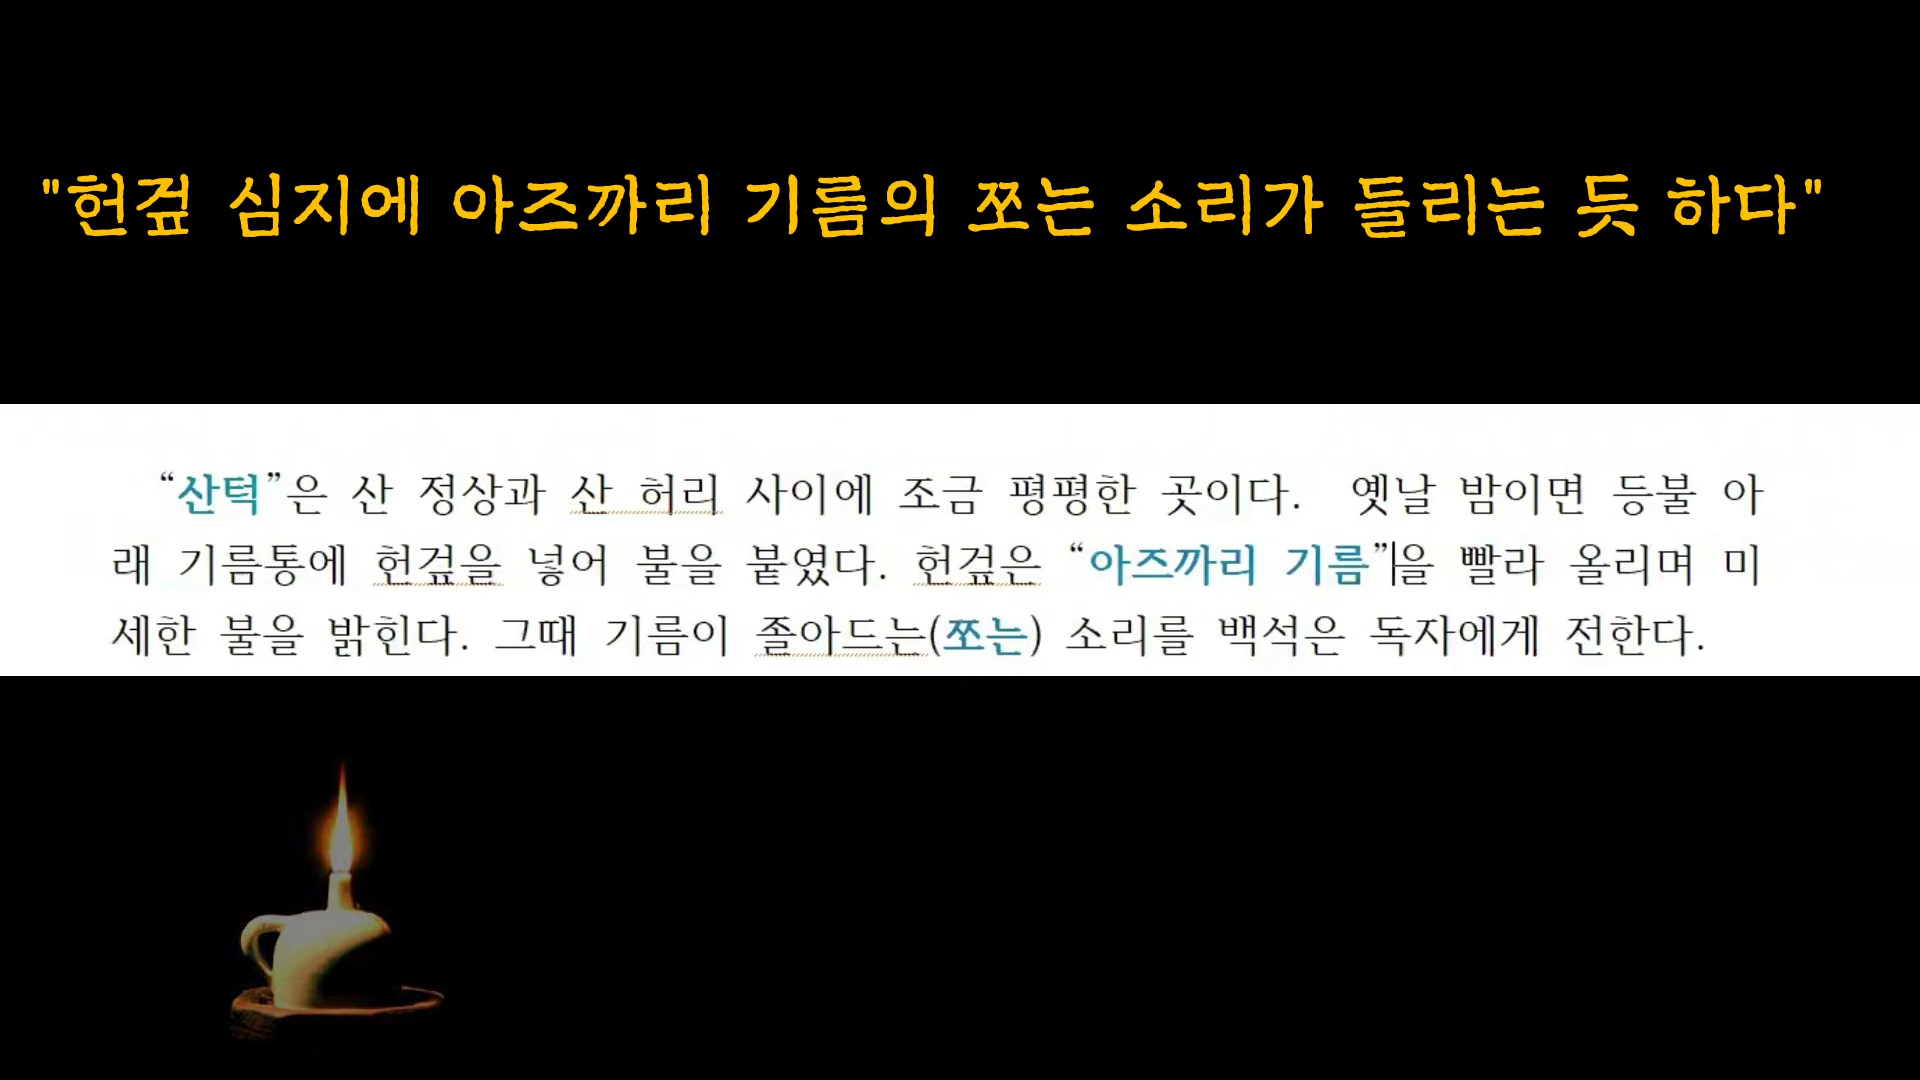 "헌겊 심지에 아즈까리 기름의 쪼는 소리가 들리는 듯 하다"
“산턱”은 산 정상과 산 허리 사이에 조금 평평한 곳이다. 옛날 밤이면 등불 아
래 기름통에 헌겊을 넣어 불을 붙였다. 헌겊은 “아즈까리 기름”을 빨라 올리며 미
세한 불을 밝힌다. 그때 기름이 졸아드는(쪼는) 소리를 백석은 독자에게 전한다.